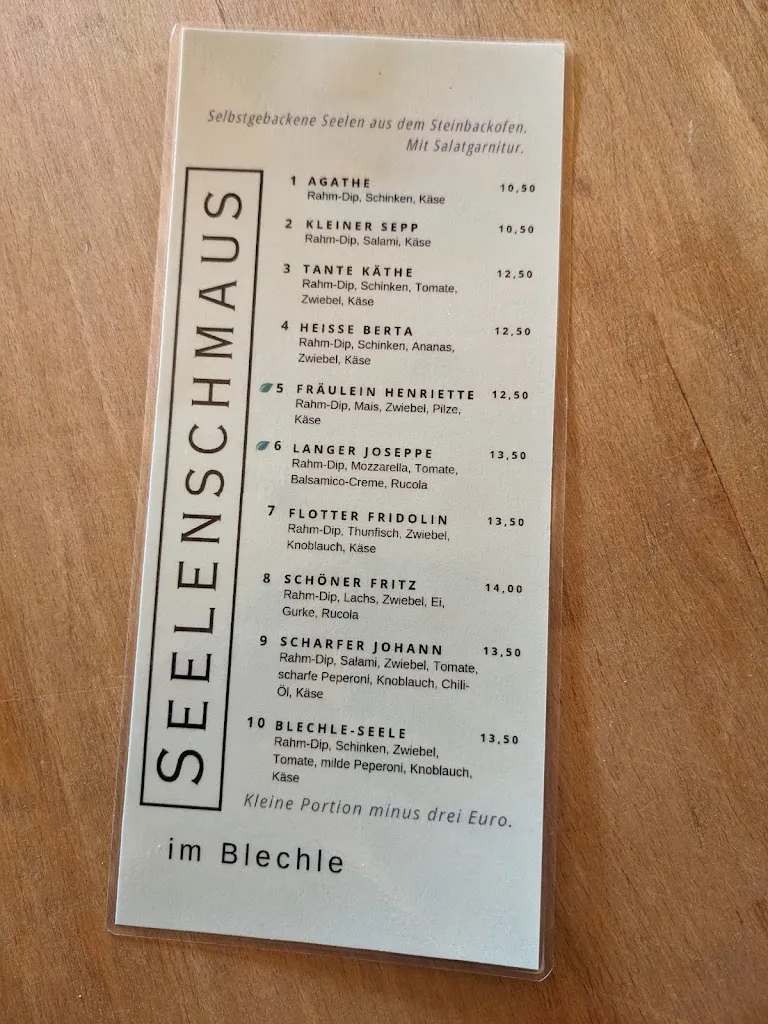 Selbstgebackene Seelen aus dem Steinbackofen.
Mit Salatgarnitur.
SEELENSCHMAUS
1 AGATHE 10,50
Rahm-Dip, Schinken, Käse
2 KLEINER SEPP 10,50
Rahm-Dip, Salami, Käse
3 TANTE KÄTHE 12,50
Rahm-Dip, Schinken, Tomate,
Zwiebel, Käse
4 HEISSE BERTA 12,50
Rahm-Dip, Schinken, Ananas,
Zwiebel, Käse
5 FRÄULEIN HENRIETTE 12,50
Rahm-Dip, Mais, Zwiebel, Pilze,
Käse
6 LANGER JOSEPPE 13,50
Rahm-Dip, Mozzarella, Tomate,
Balsamico-Creme, Rucola
7 FLOTTER FRIDOLIN 13,50
Rahm-Dip, Thunfisch, Zwiebel,
Knoblauch, Käse
8 SCHÖNER FRITZ 14,00
Rahm-Dip, Lachs, Zwiebel, Ei,
Gurke, Rucola
9 SCHARFER JOHANN 13,50
Rahm-Dip, Salami, Zwiebel, Tomate,
scharfe Peperoni, Knoblauch, Chili-
Öl, Käse
10 BLECHLE-SEELE 13,50
Rahm-Dip, Schinken, Zwiebel,
Tomate, milde Peperoni, Knoblauch,
Käse
Kleine Portion minus drei Euro.
im Blechle